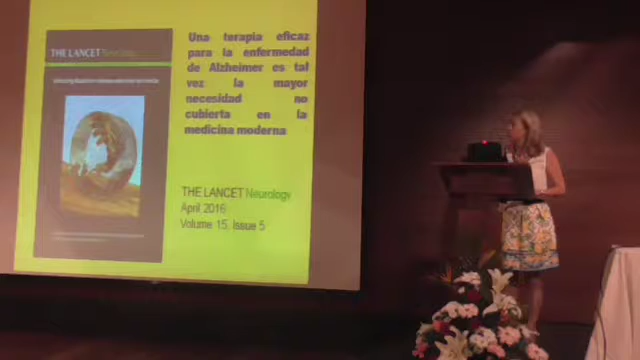 THE LANCET Neurology
Una terapia eficaz
para la enfermedad
de Alzheimer es tal
vez la mayor
necesidad no
cubierta en la
medicina moderna
THE LANCET Neurology
April 2016
Volume 15, Issue 5